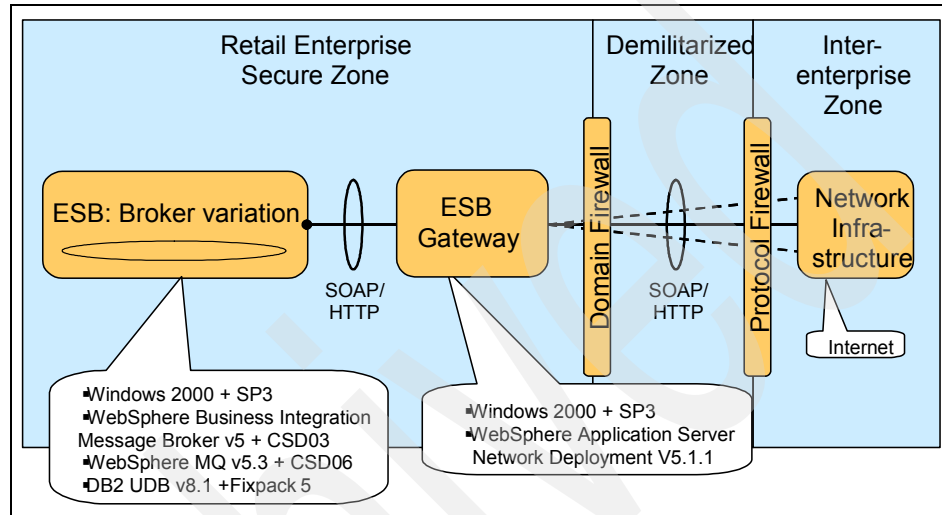 Retail Enterprise
Secure Zone
Demilitarized
Zone
Inter-
enterprise
Zone
ESB: Broker variation
SOAP/
HTTP
ESB
Gateway
Domain Firewall
SOAP/
HTTP
Protocol Firewall
Network
Infra-
structure
Internet
▪Windows 2000 + SP3
▪WebSphere Business Integration
Message Broker v5 + CSD03
▪WebSphere MQ v5.3 + CSD06
▪DB2 UDB v8.1 +Fixpack 5
▪Windows 2000 + SP3
▪WebSphere Application Server
Network Deployment V5.1.1